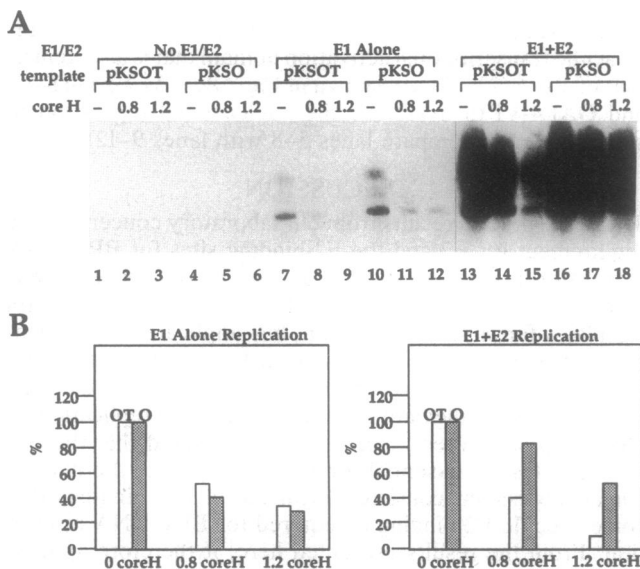 A
E1/E2 No E1/E2 E1 Alone E1+E2
template pKSOT pKSO pKSOT pKSO pKSOT pKSO
core H – 0.8 1.2 – 0.8 1.2 – 0.8 1.2 – 0.8 1.2 – 0.8 1.2 – 0.8 1.2
1 2 3 4 5 6 7 8 9 10 11 12 13 14 15 16 17 18
B
E1 Alone Replication
120
100
80
60
40
20
0
%
OT O
0 coreH 0.8 coreH 1.2 coreH
E1+E2 Replication
120
100
80
60
40
20
0
%
OT O
0 coreH 0.8 coreH 1.2 coreH